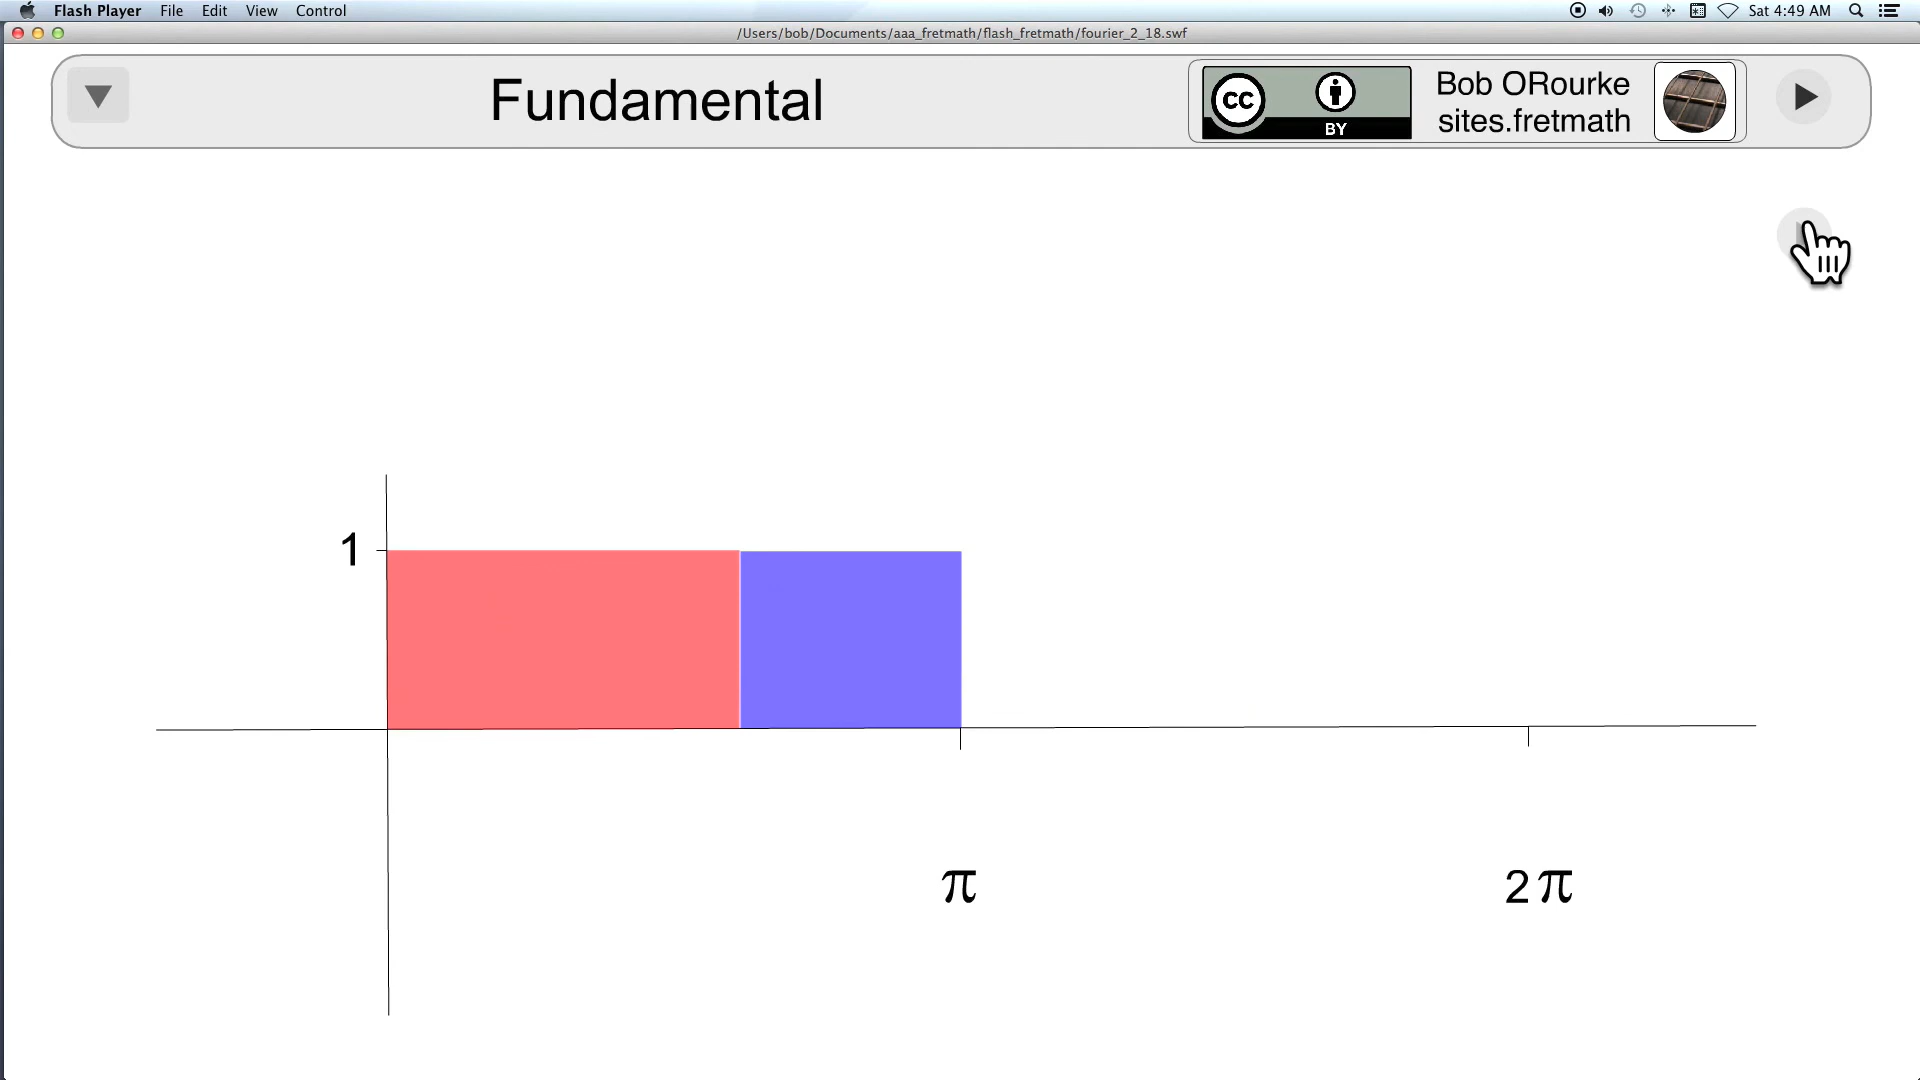 Flash Player File Edit View Control Sat 4:49 AM
/Users/bob/Documents/aaa_fretmath/flash_fretmath/fourier_2_18.swf
Fundamental
cc BY
Bob ORourke
sites.fretmath
1
π
2π